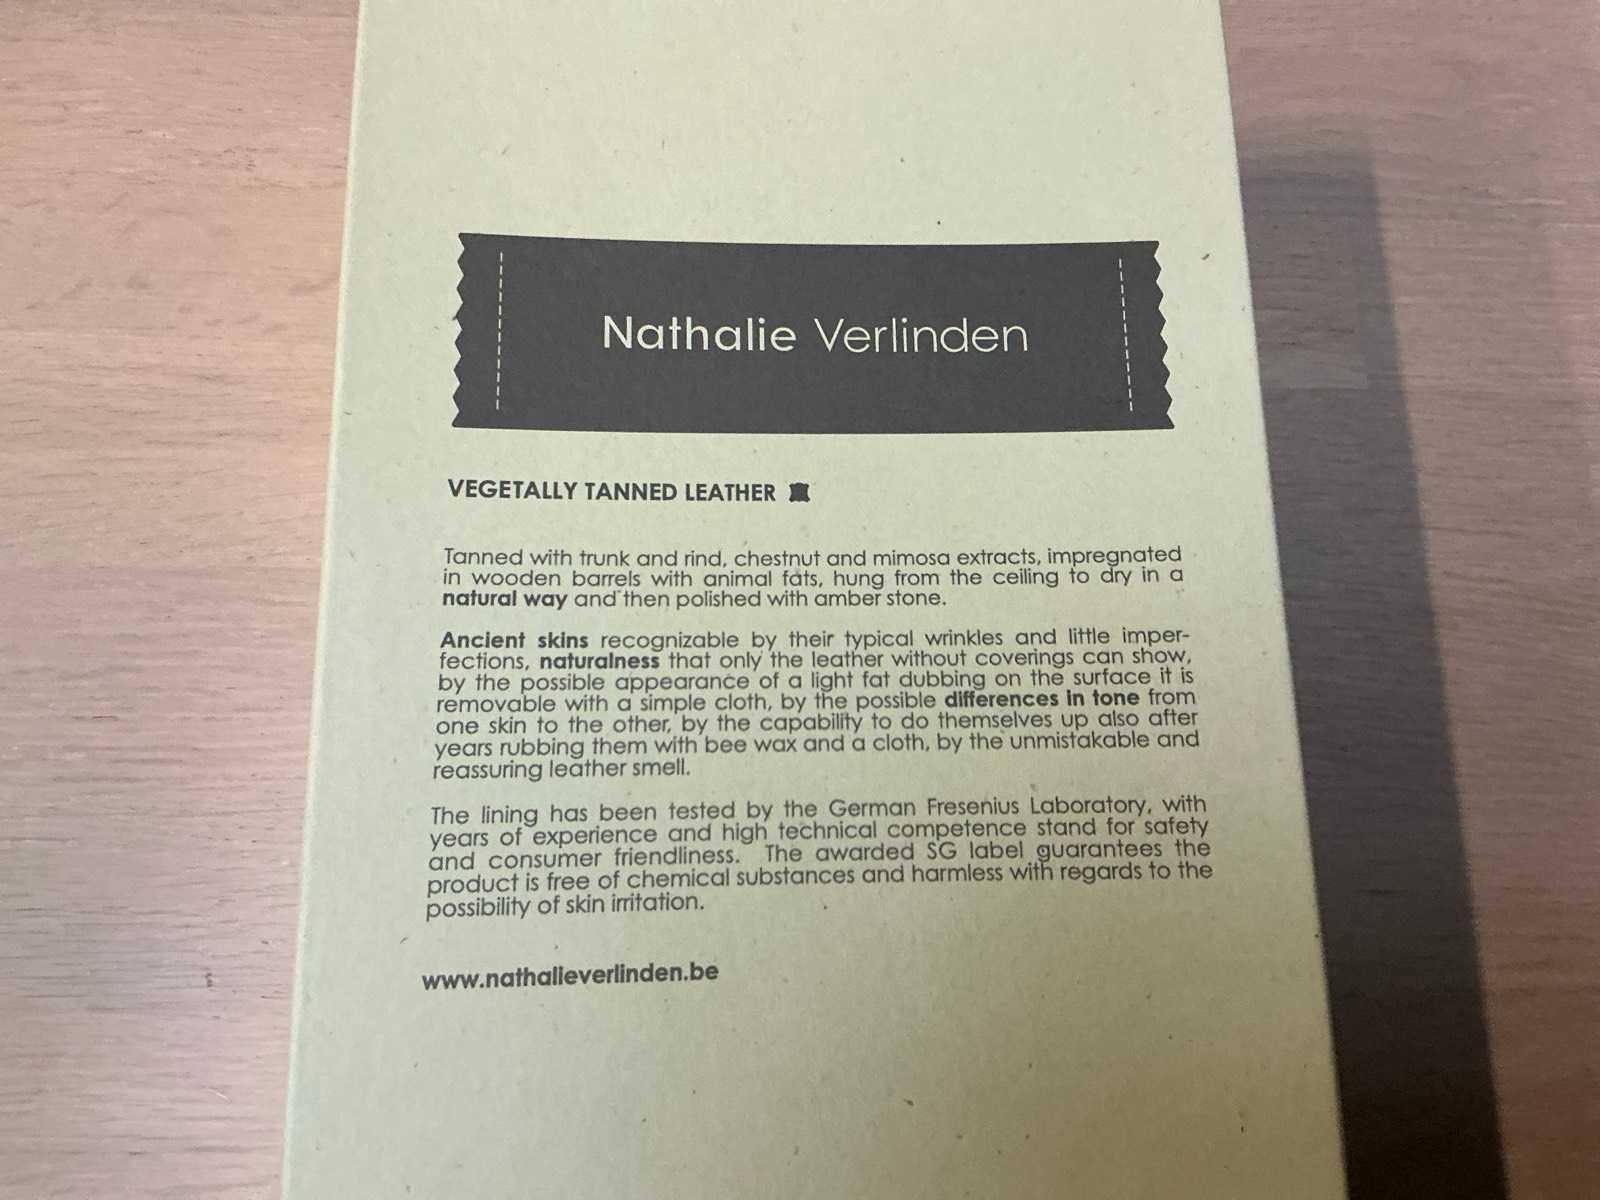 Nathalie Verlinden
VEGETALLY TANNED LEATHER
Tanned with trunk and rind, chestnut and mimosa extracts, impregnated
in wooden barrels with animal fats, hung from the ceiling to dry in a
natural way and then polished with amber stone.
Ancient skins recognizable by their typical wrinkles and little imper-
fections, naturalness that only the leather without coverings can show,
by the possible appearance of a light fat dubbing on the surface it is
removable with a simple cloth, by the possible differences in tone from
one skin to the other, by the capability to do themselves up also after
years rubbing them with bee wax and a cloth, by the unmistakable and
reassuring leather smell.
The lining has been tested by the German Fresenius Laboratory, with
years of experience and high technical competence stand for safety
and consumer friendliness. The awarded SG label guarantees the
product is free of chemical substances and harmless with regards to the
possibility of skin irritation.
www.nathalieverlinden.be